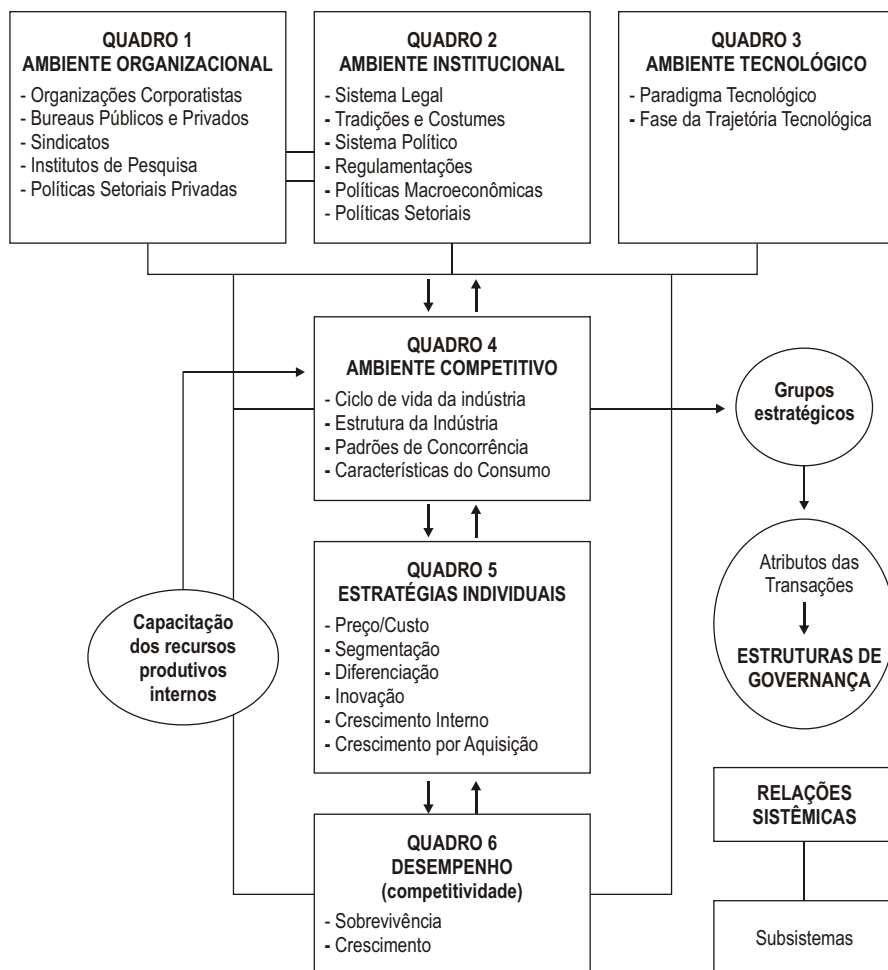 QUADRO 1
AMBIENTE ORGANIZACIONAL
- Organizações Corporatistas
- Bureaus Públicos e Privados
- Sindicatos
- Institutos de Pesquisa
- Políticas Setoriais Privadas
QUADRO 2
AMBIENTE INSTITUCIONAL
- Sistema Legal
- Tradições e Costumes
- Sistema Político
- Regulamentações
- Políticas Macroeconômicas
- Políticas Setoriais
QUADRO 3
AMBIENTE TECNOLÓGICO
- Paradigma Tecnológico
- Fase da Trajetória Tecnológica
QUADRO 4
AMBIENTE COMPETITIVO
- Ciclo de vida da indústria
- Estrutura da Indústria
- Padrões de Concorrência
- Características do Consumo
Grupos
estratégicos
QUADRO 5
ESTRATÉGIAS INDIVIDUAIS
- Preço/Custo
- Segmentação
- Diferenciação
- Inovação
- Crescimento Interno
- Crescimento por Aquisição
Capacitação
dos recursos
produtivos
internos
Atributos das
Transações
ESTRUTURAS DE
GOVERNANÇA
QUADRO 6
DESEMPENHO
(competitividade)
- Sobrevivência
- Crescimento
RELAÇÕES
SISTÊMICAS
Subsistemas